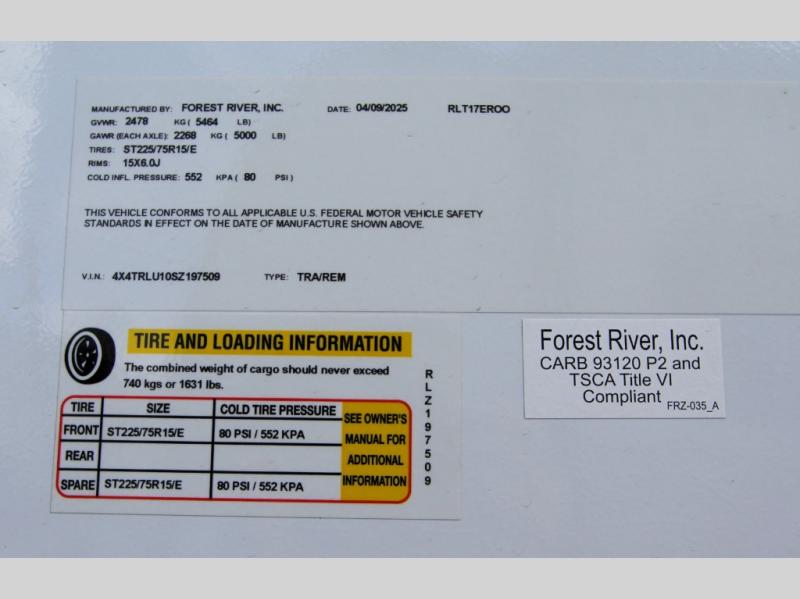 MANUFACTURED BY: FOREST RIVER, INC. DATE: 04/09/2025 RLT17EROO
GVWR: 2478 KG ( 5464 LB)
GAWR (EACH AXLE): 2268 KG ( 5000 LB)
TIRES: ST225/75R15/E
RIMS: 15X6.0J
COLD INFL. PRESSURE: 552 KPA ( 80 PSI )
THIS VEHICLE CONFORMS TO ALL APPLICABLE U.S. FEDERAL MOTOR VEHICLE SAFETY
STANDARDS IN EFFECT ON THE DATE OF MANUFACTURE SHOWN ABOVE.
V.I.N.: 4X4TRLU10SZ197509 TYPE: TRA/REM
TIRE AND LOADING INFORMATION
The combined weight of cargo should never exceed
740 kgs or 1631 lbs.
TIRE SIZE COLD TIRE PRESSURE
FRONT ST225/75R15/E 80 PSI / 552 KPA
REAR
SPARE ST225/75R15/E 80 PSI / 552 KPA
SEE OWNER'S
MANUAL FOR
ADDITIONAL
INFORMATION
RLZ197509
Forest River, Inc.
CARB 93120 P2 and
TSCA Title VI
Compliant
FRZ-035_A